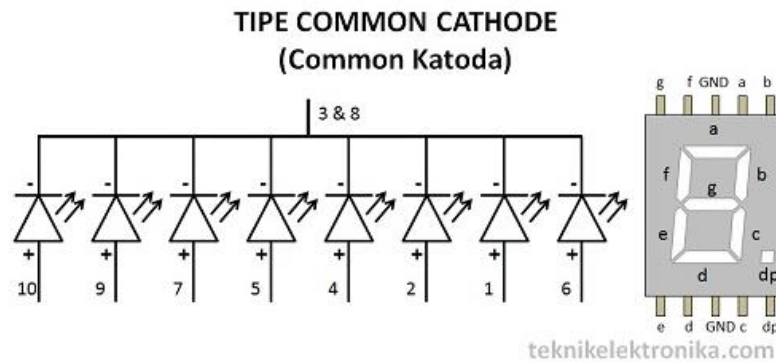 TIPE COMMON CATHODE
(Common Katoda)
3 & 8
- - - - - - - -
+ + + + + + + +
10 9 7 5 4 2 1 6
g f GND a b
a
f b
g
e c
d dp
e d GND c dp
teknikelektronika.com